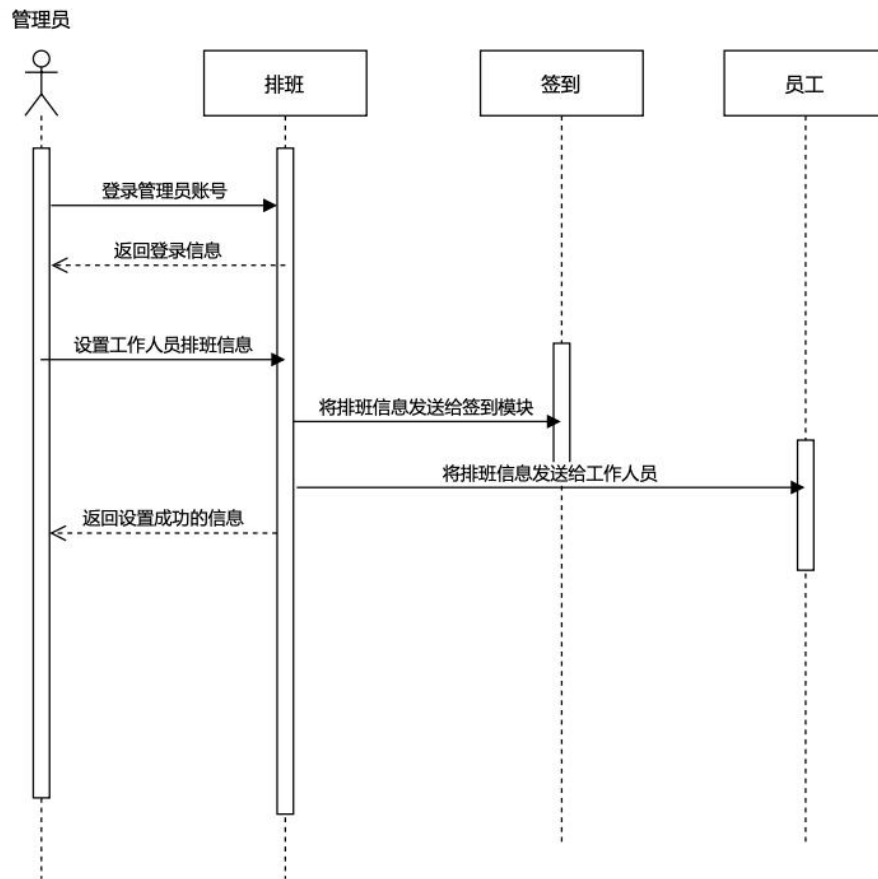 管理员
排班
签到
员工
登录管理员账号
返回登录信息
设置工作人员排班信息
将排班信息发送给签到模块
将排班信息发送给工作人员
返回设置成功的信息